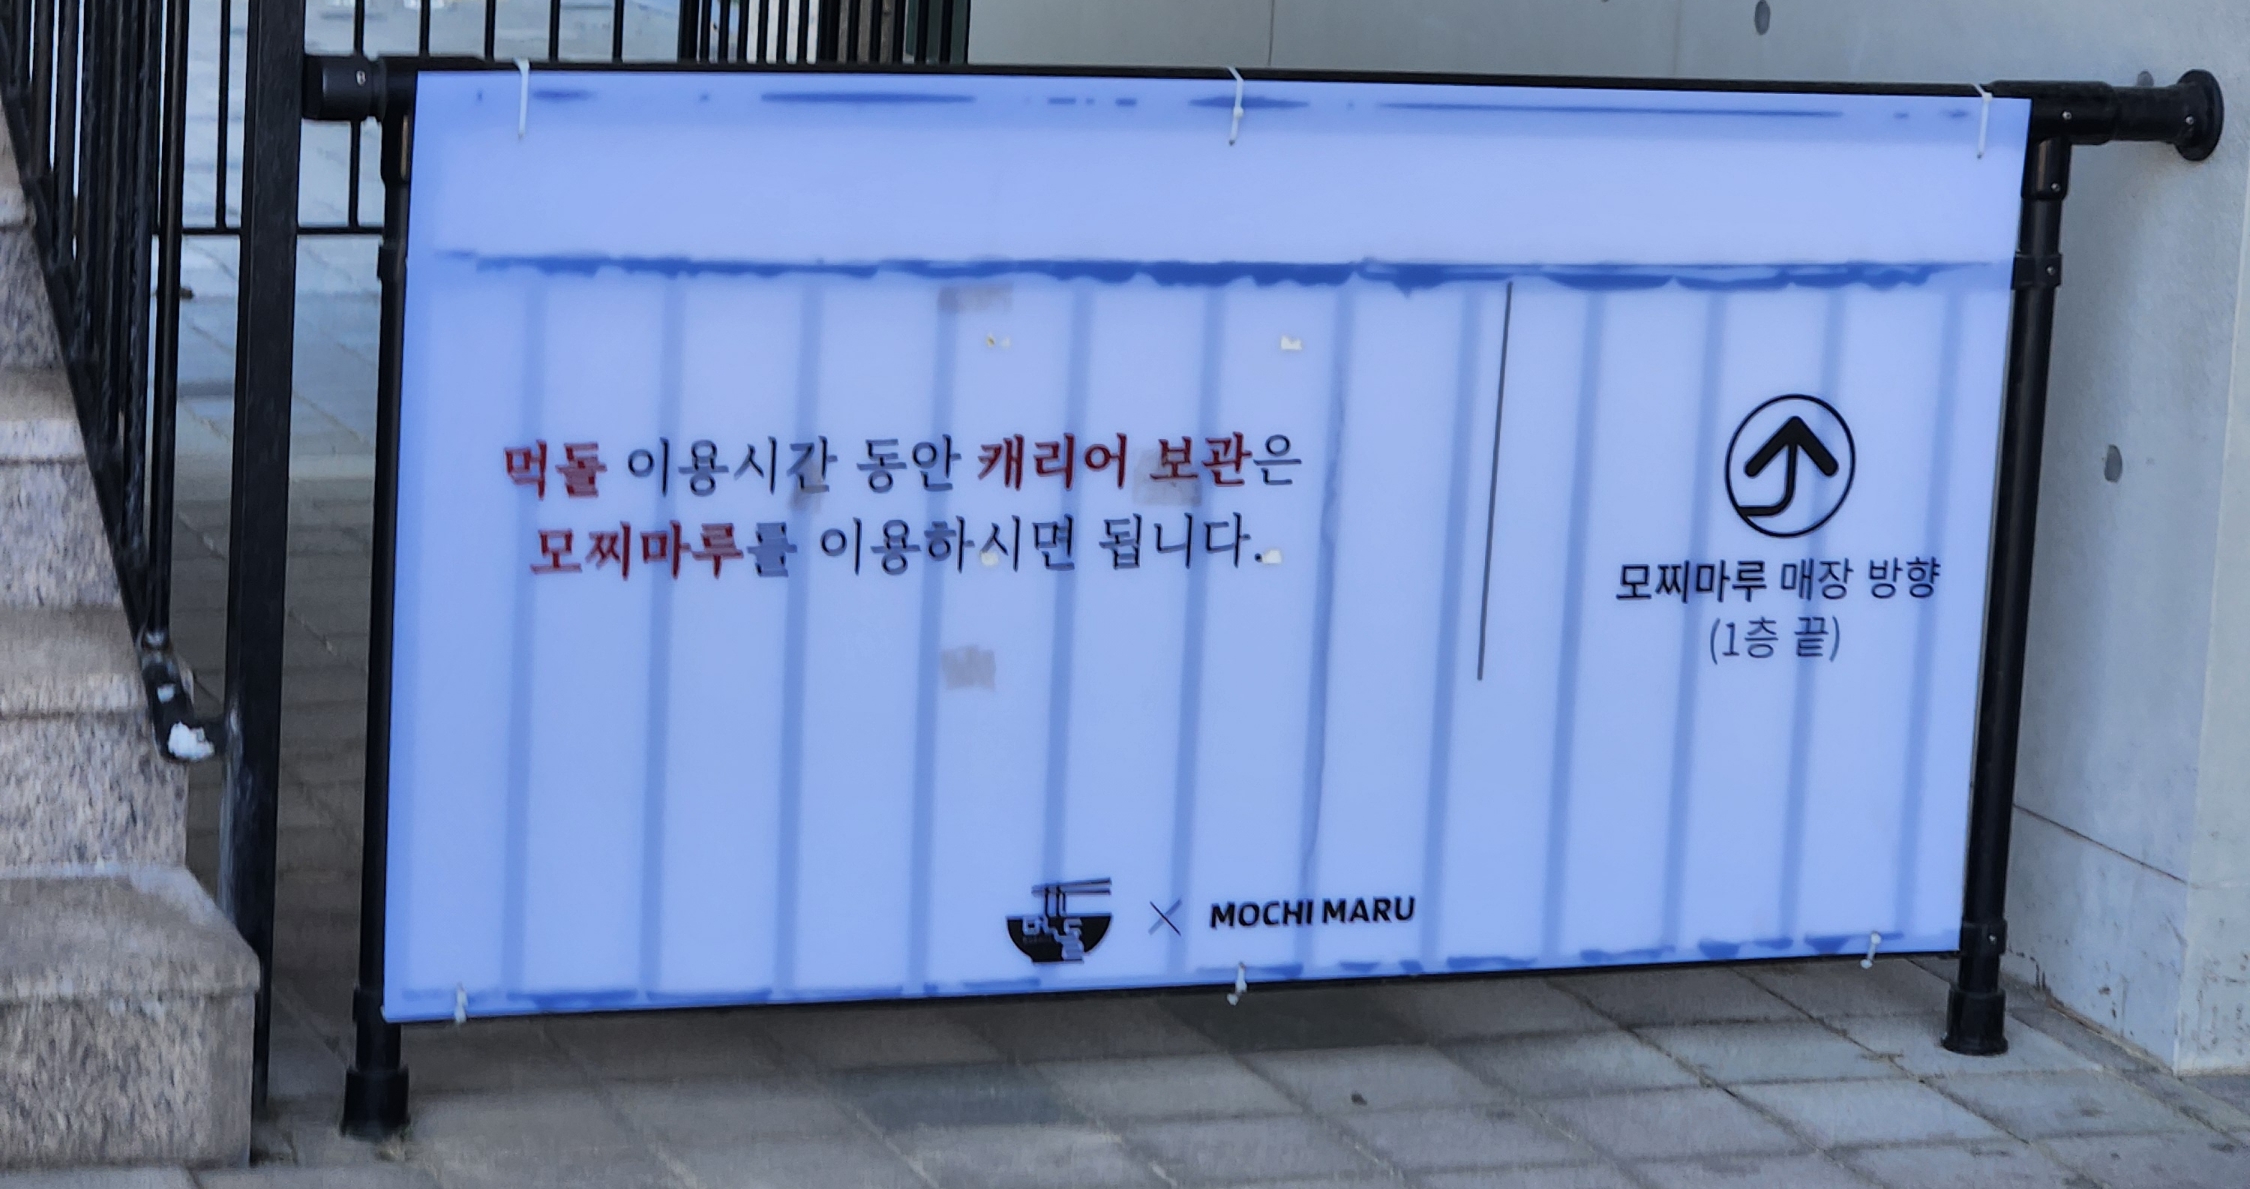 먹돌 이용시간 동안 캐리어 보관은
모찌마루를 이용하시면 됩니다.
모찌마루 매장 방향
(1층 끝)
먹돌
MOCHI MARU